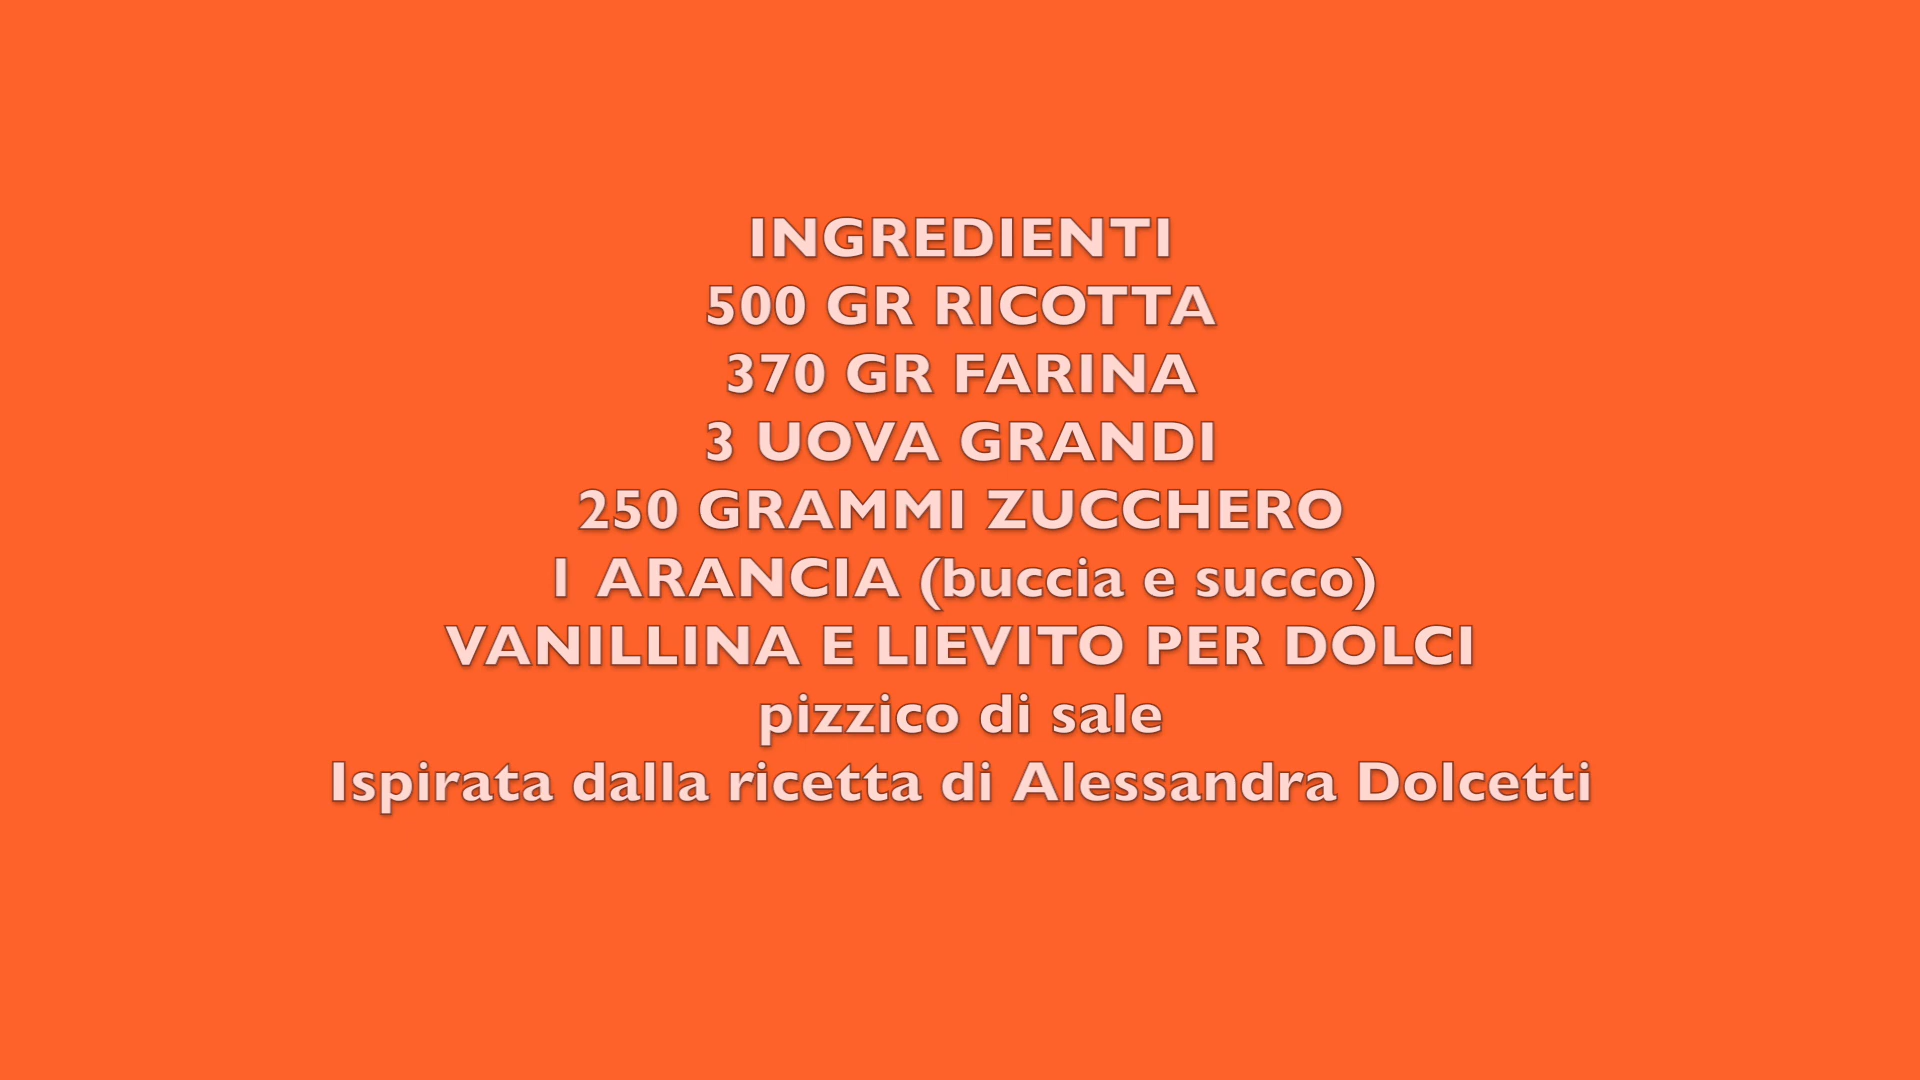 INGREDIENTI
500 GR RICOTTA
370 GR FARINA
3 UOVA GRANDI
250 GRAMMI ZUCCHERO
1 ARANCIA (buccia e succo)
VANILLINA E LIEVITO PER DOLCI
pizzico di sale
Ispirata dalla ricetta di Alessandra Dolcetti